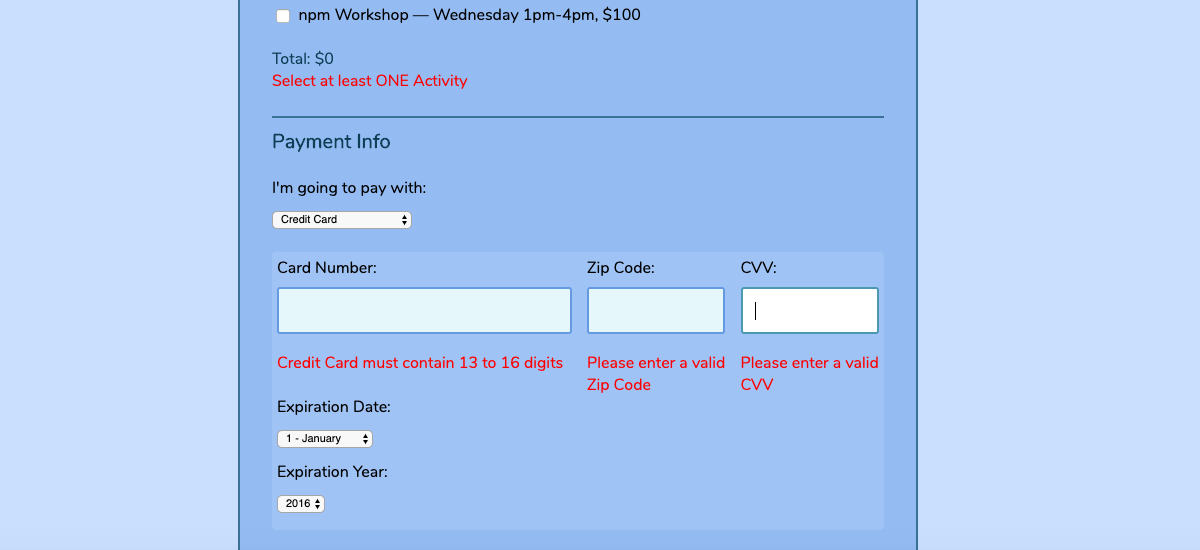 npm Workshop — Wednesday 1pm-4pm, $100
Total: $0
Select at least ONE Activity
Payment Info
I'm going to pay with:
Credit Card
Card Number:
Zip Code:
CVV:
Credit Card must contain 13 to 16 digits
Please enter a valid
Zip Code
Please enter a valid
CVV
Expiration Date:
1 - January
Expiration Year:
2016